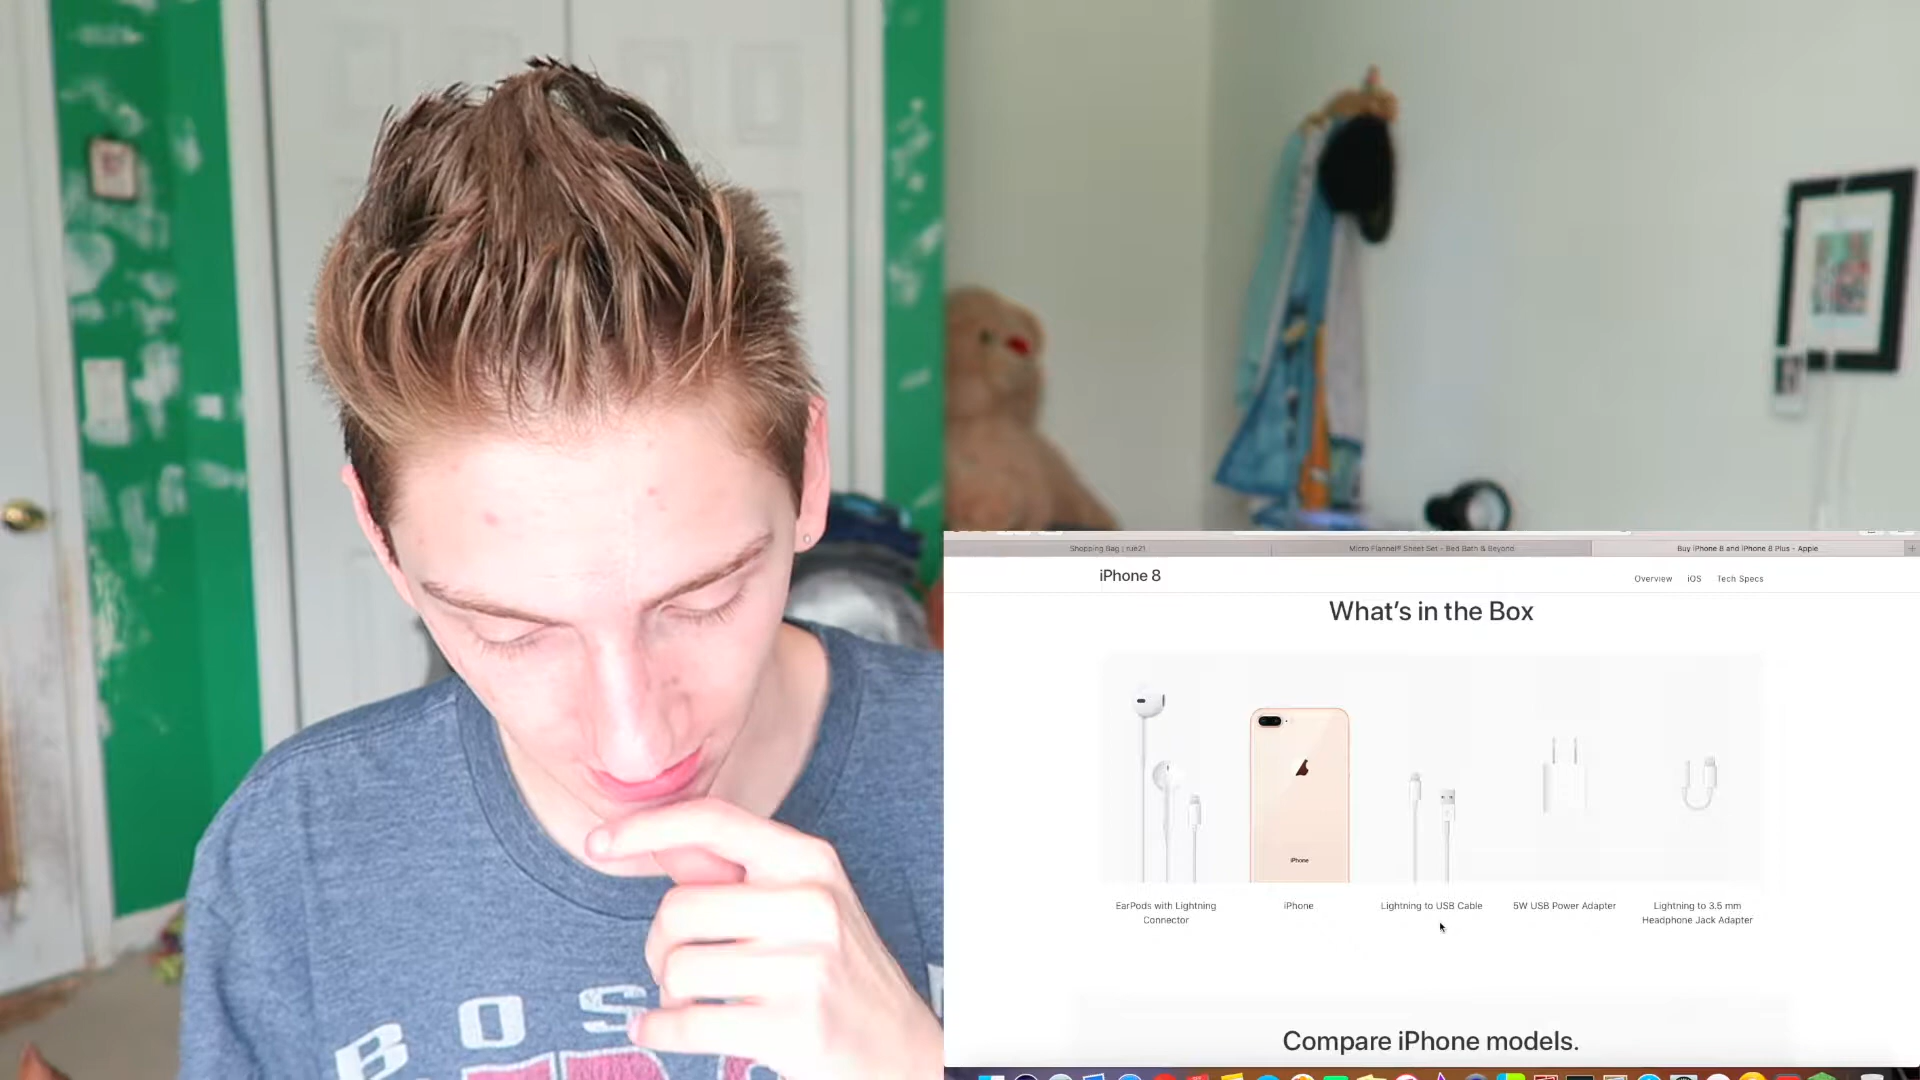 Shopping Bag | rue21
Micro Flannel® Sheet Set - Bed Bath & Beyond
Buy iPhone 8 and iPhone 8 Plus - Apple
iPhone 8
Overview
iOS
Tech Specs
What's in the Box
iPhone
EarPods with Lightning
Connector
iPhone
Lightning to USB Cable
5W USB Power Adapter
Lightning to 3.5 mm
Headphone Jack Adapter
Compare iPhone models.
BOS